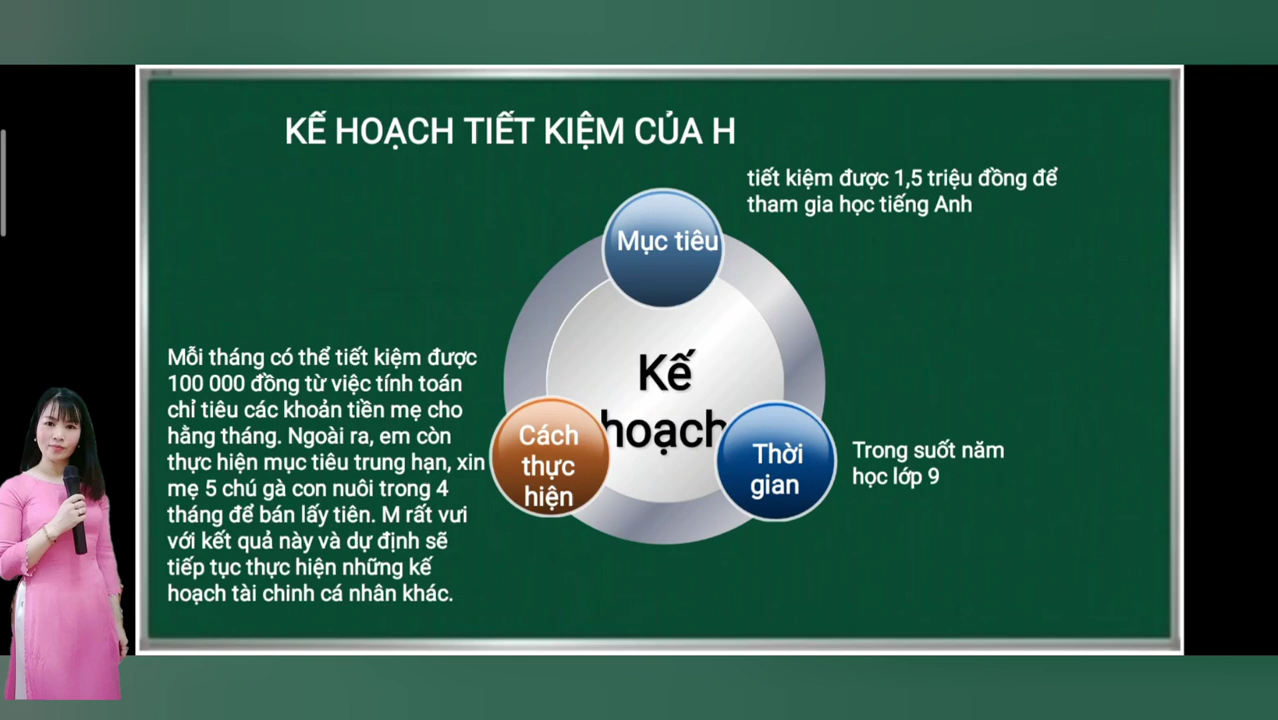 KẾ HOẠCH TIẾT KIỆM CỦA H
tiết kiệm được 1,5 triệu đồng để
tham gia học tiếng Anh
Mục tiêu
Kế
hoạch
Cách
thực
hiện
Thời
gian
Trong suốt năm
học lớp 9
Mỗi tháng có thể tiết kiệm được
100 000 đồng từ việc tính toán
chỉ tiêu các khoản tiền mẹ cho
hằng tháng. Ngoài ra, em còn
thực hiện mục tiêu trung hạn, xin
mẹ 5 chú gà con nuôi trong 4
tháng để bán lấy tiên. M rất vưi
với kết quả này và dự định sẽ
tiếp tục thực hiện những kế
hoạch tài chinh cá nhân khác.